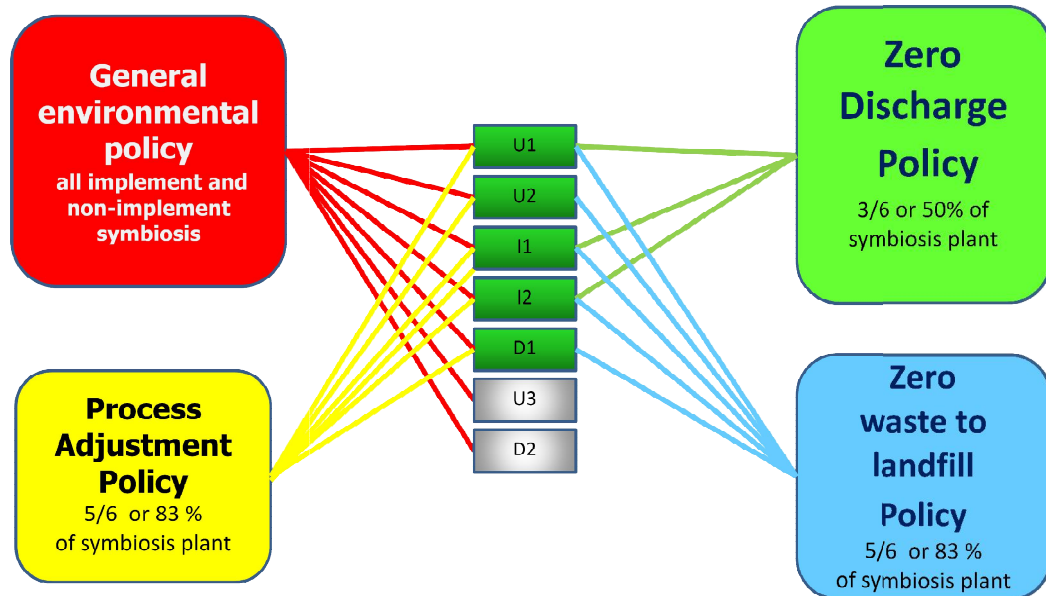 General
environmental
policy
all implement and
non-implement
symbiosis
Process
Adjustment
Policy
5/6 or 83 %
of symbiosis plant
U1
U2
I1
I2
D1
U3
D2
Zero
Discharge
Policy
3/6 or 50% of
symbiosis plant
Zero
waste to
landfill
Policy
5/6 or 83 %
of symbiosis plant